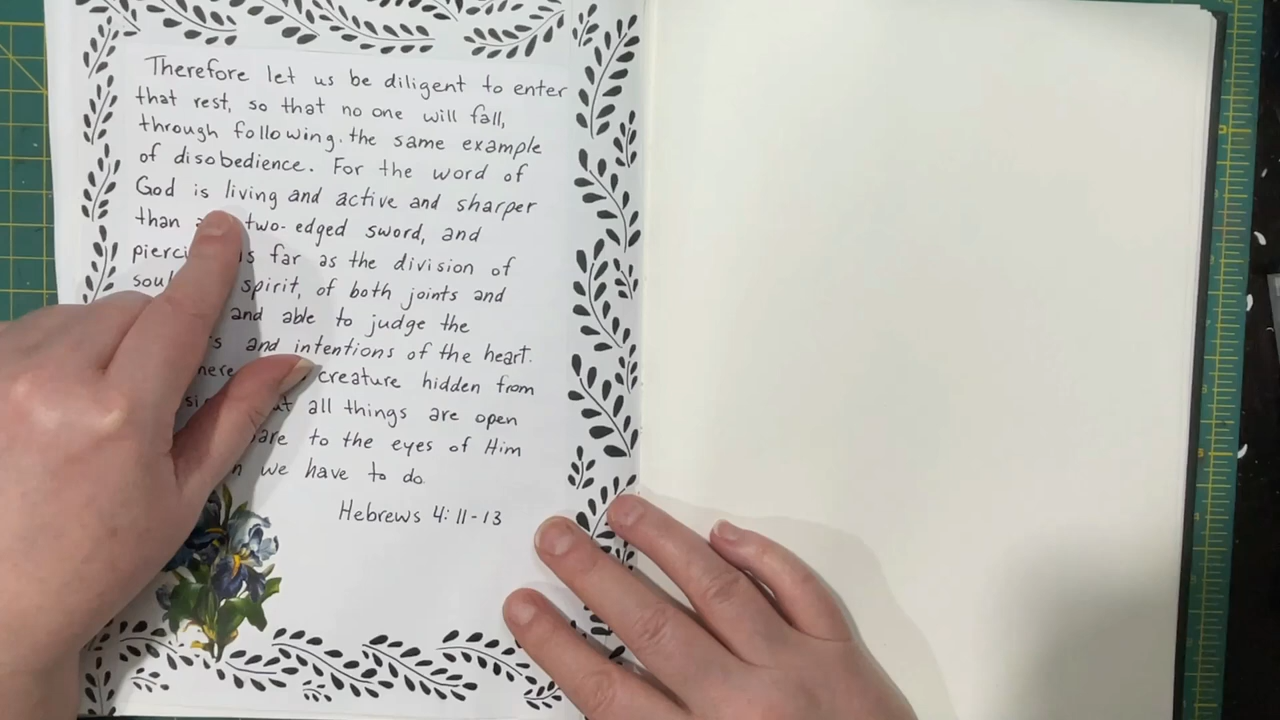 Therefore let us be diligent to enter
that rest, so that no one will fall,
through following. the same example
of disobedience. For the word of
God is living and active and sharper
than two-edged sword, and
far as the division of
spirit, of both joints and
and able to judge the
and intentions of the heart.
creature hidden from
all things are open
to the eyes of Him
we have to do.
Hebrews 4:11-13